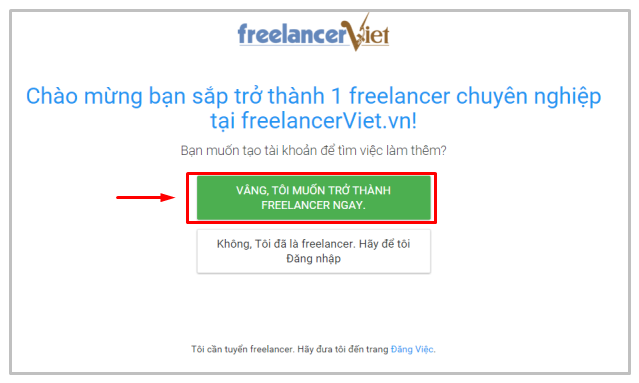 freelancerViet
Chào mừng bạn sắp trở thành 1 freelancer chuyên nghiệp
tại freelancerViet.vn!
Bạn muốn tạo tài khoản để tìm việc làm thêm?
VÂNG, TÔI MUỐN TRỞ THÀNH
FREELANCER NGAY.
Không, Tôi đã là freelancer. Hãy để tôi
Đăng nhập
Tôi cần tuyển freelancer. Hãy đưa tôi đến trang Đăng Việc.